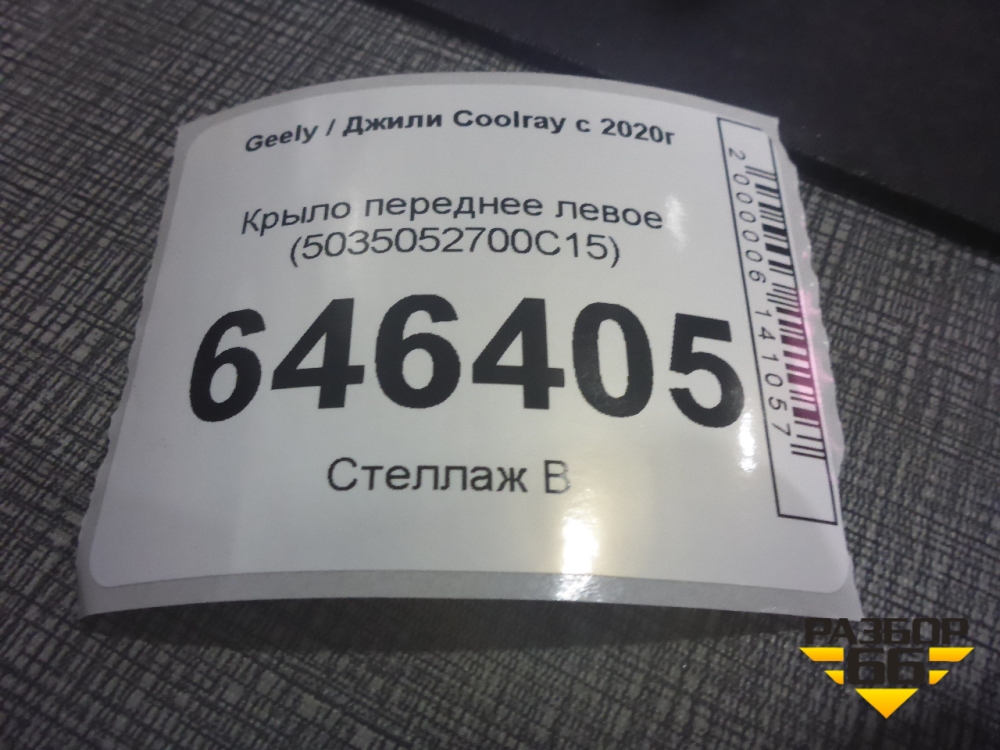 Geely / Джили Coolray с 2020г
Крыло переднее левое
(5035052700C15)
646405
Стеллаж В
2000006141057
РАЗБОР
66